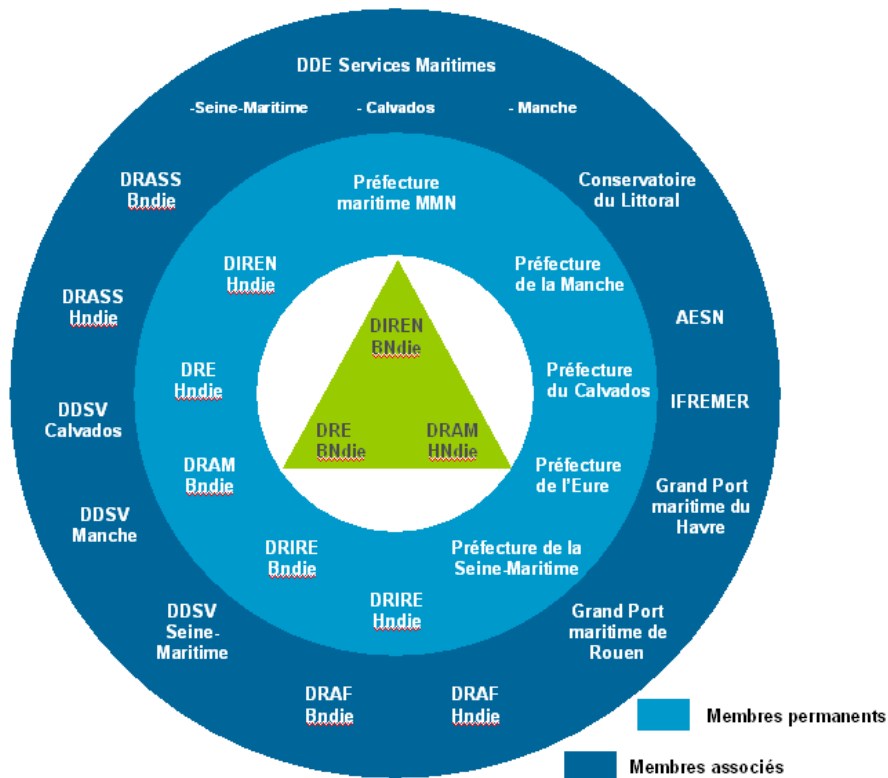 DDE Services Maritimes
-Seine-Maritime - Calvados - Manche
DRASS
Bndie
Préfecture
maritime MMN
Conservatoire
du Littoral
DIREN
Hndie
Préfecture
de la Manche
DRASS
Hndie
DIREN
BNdie
AESN
DRE
Hndie
Préfecture
du Calvados
DDSV
Calvados
IFREMER
DRE
BNdie
DRAM
HNdie
DRAM
Bndie
Préfecture
de l'Eure
DDSV
Manche
Grand Port
maritime du
Havre
DRIRE
Bndie
Préfecture de la
Seine-Maritime
DRIRE
Hndie
DDSV
Seine-
Maritime
Grand Port
maritime de
Rouen
DRAF
Bndie
DRAF
Hndie
Membres permanents
Membres associés